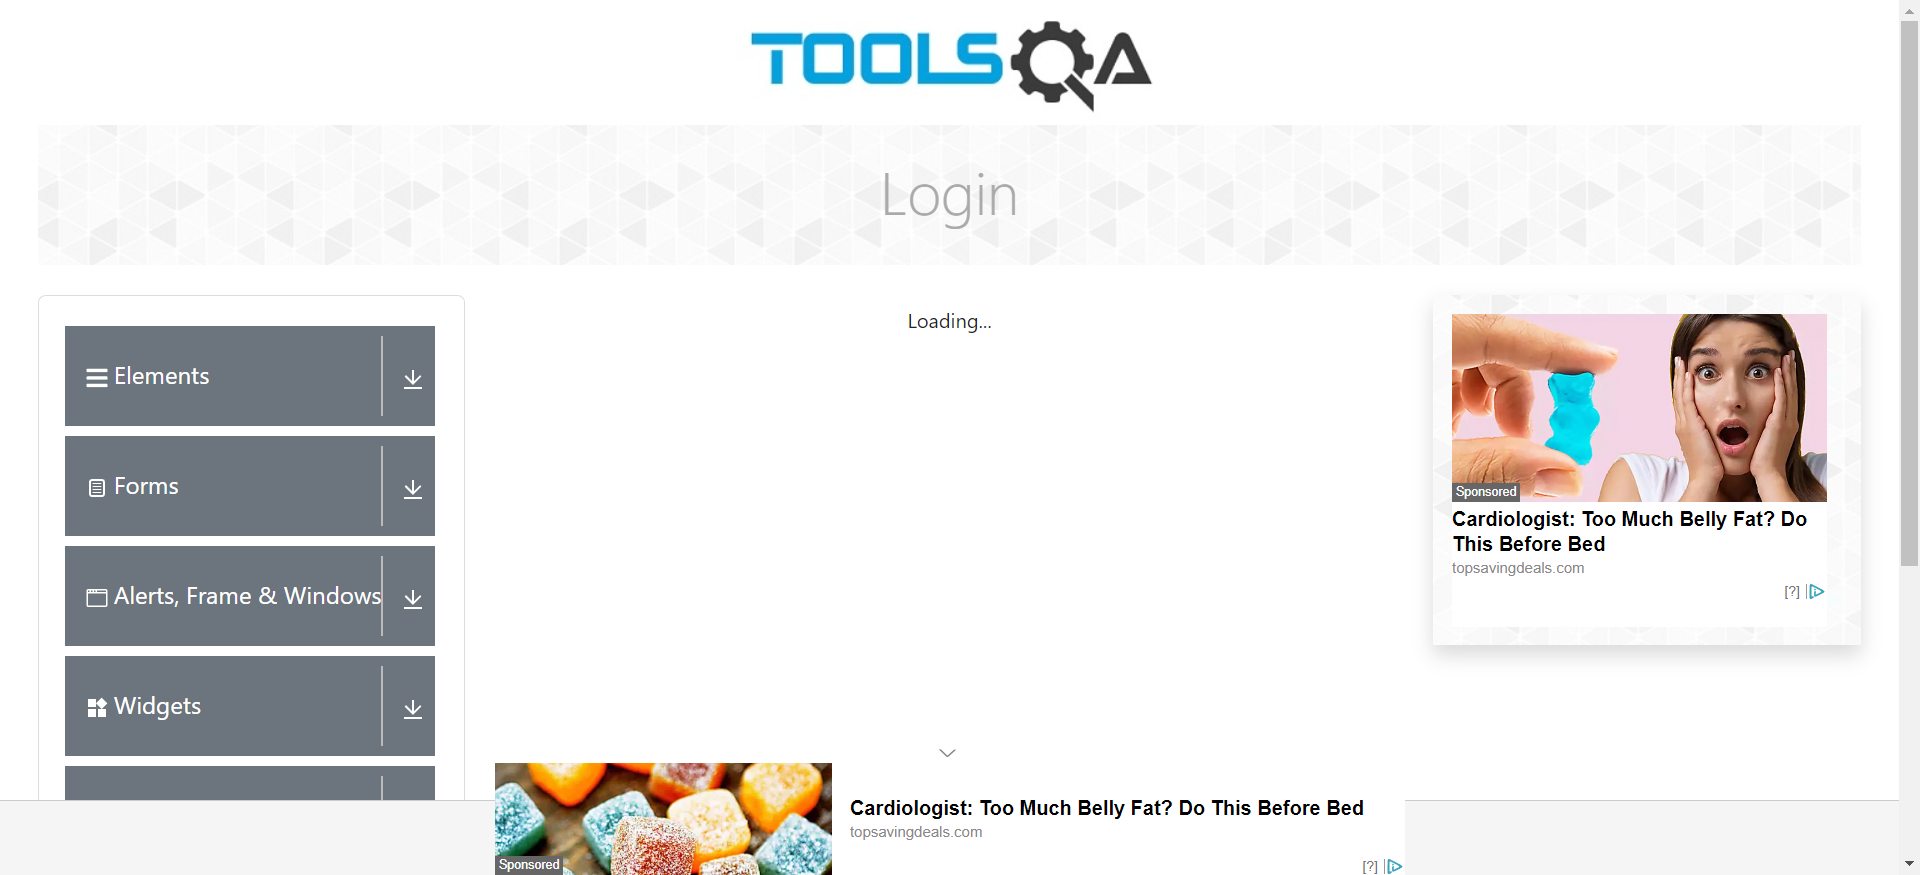 TOOLSQA
Login
Elements
Forms
Alerts, Frame & Windows
Widgets
Loading...
Sponsored
Cardiologist: Too Much Belly Fat? Do
This Before Bed
topsavingdeals.com
[?]
Sponsored
Cardiologist: Too Much Belly Fat? Do This Before Bed
topsavingdeals.com
[?]